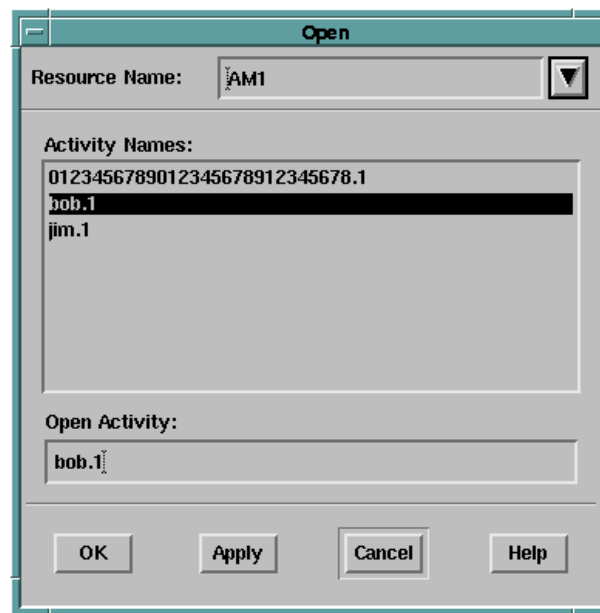 Open
Resource Name: AM1
Activity Names:
0123456789012345678912345678.1
bob.1
jim.1
Open Activity:
bob.1
OK Apply Cancel Help